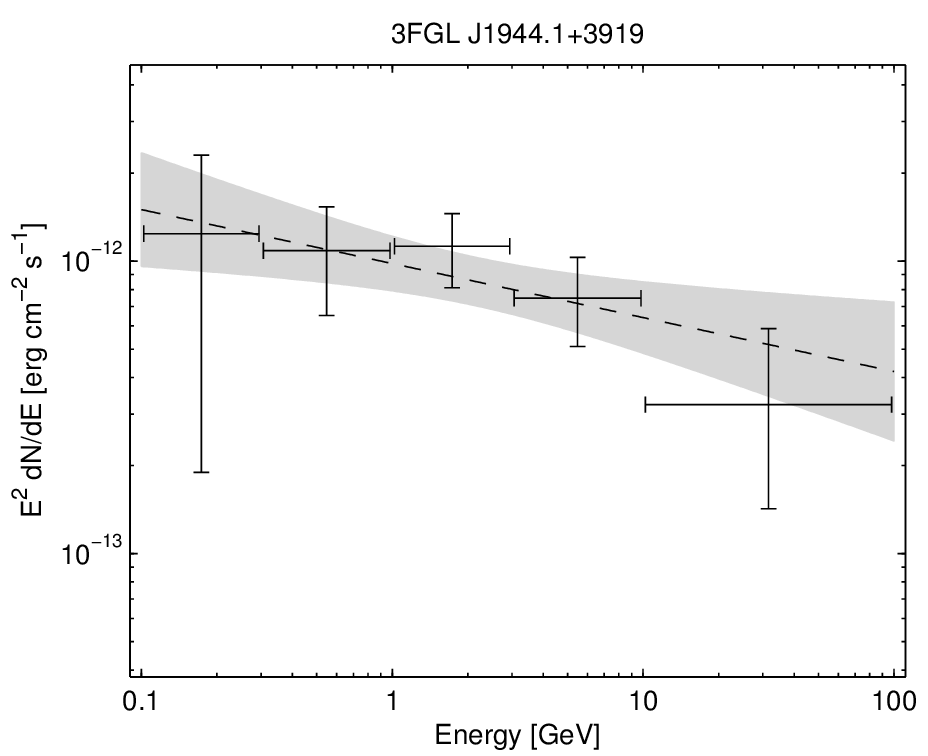 3FGL J1944.1+3919
E² dN/dE [erg cm⁻² s⁻¹]
10⁻¹²
10⁻¹³
0.1 1 10 100
Energy [GeV]